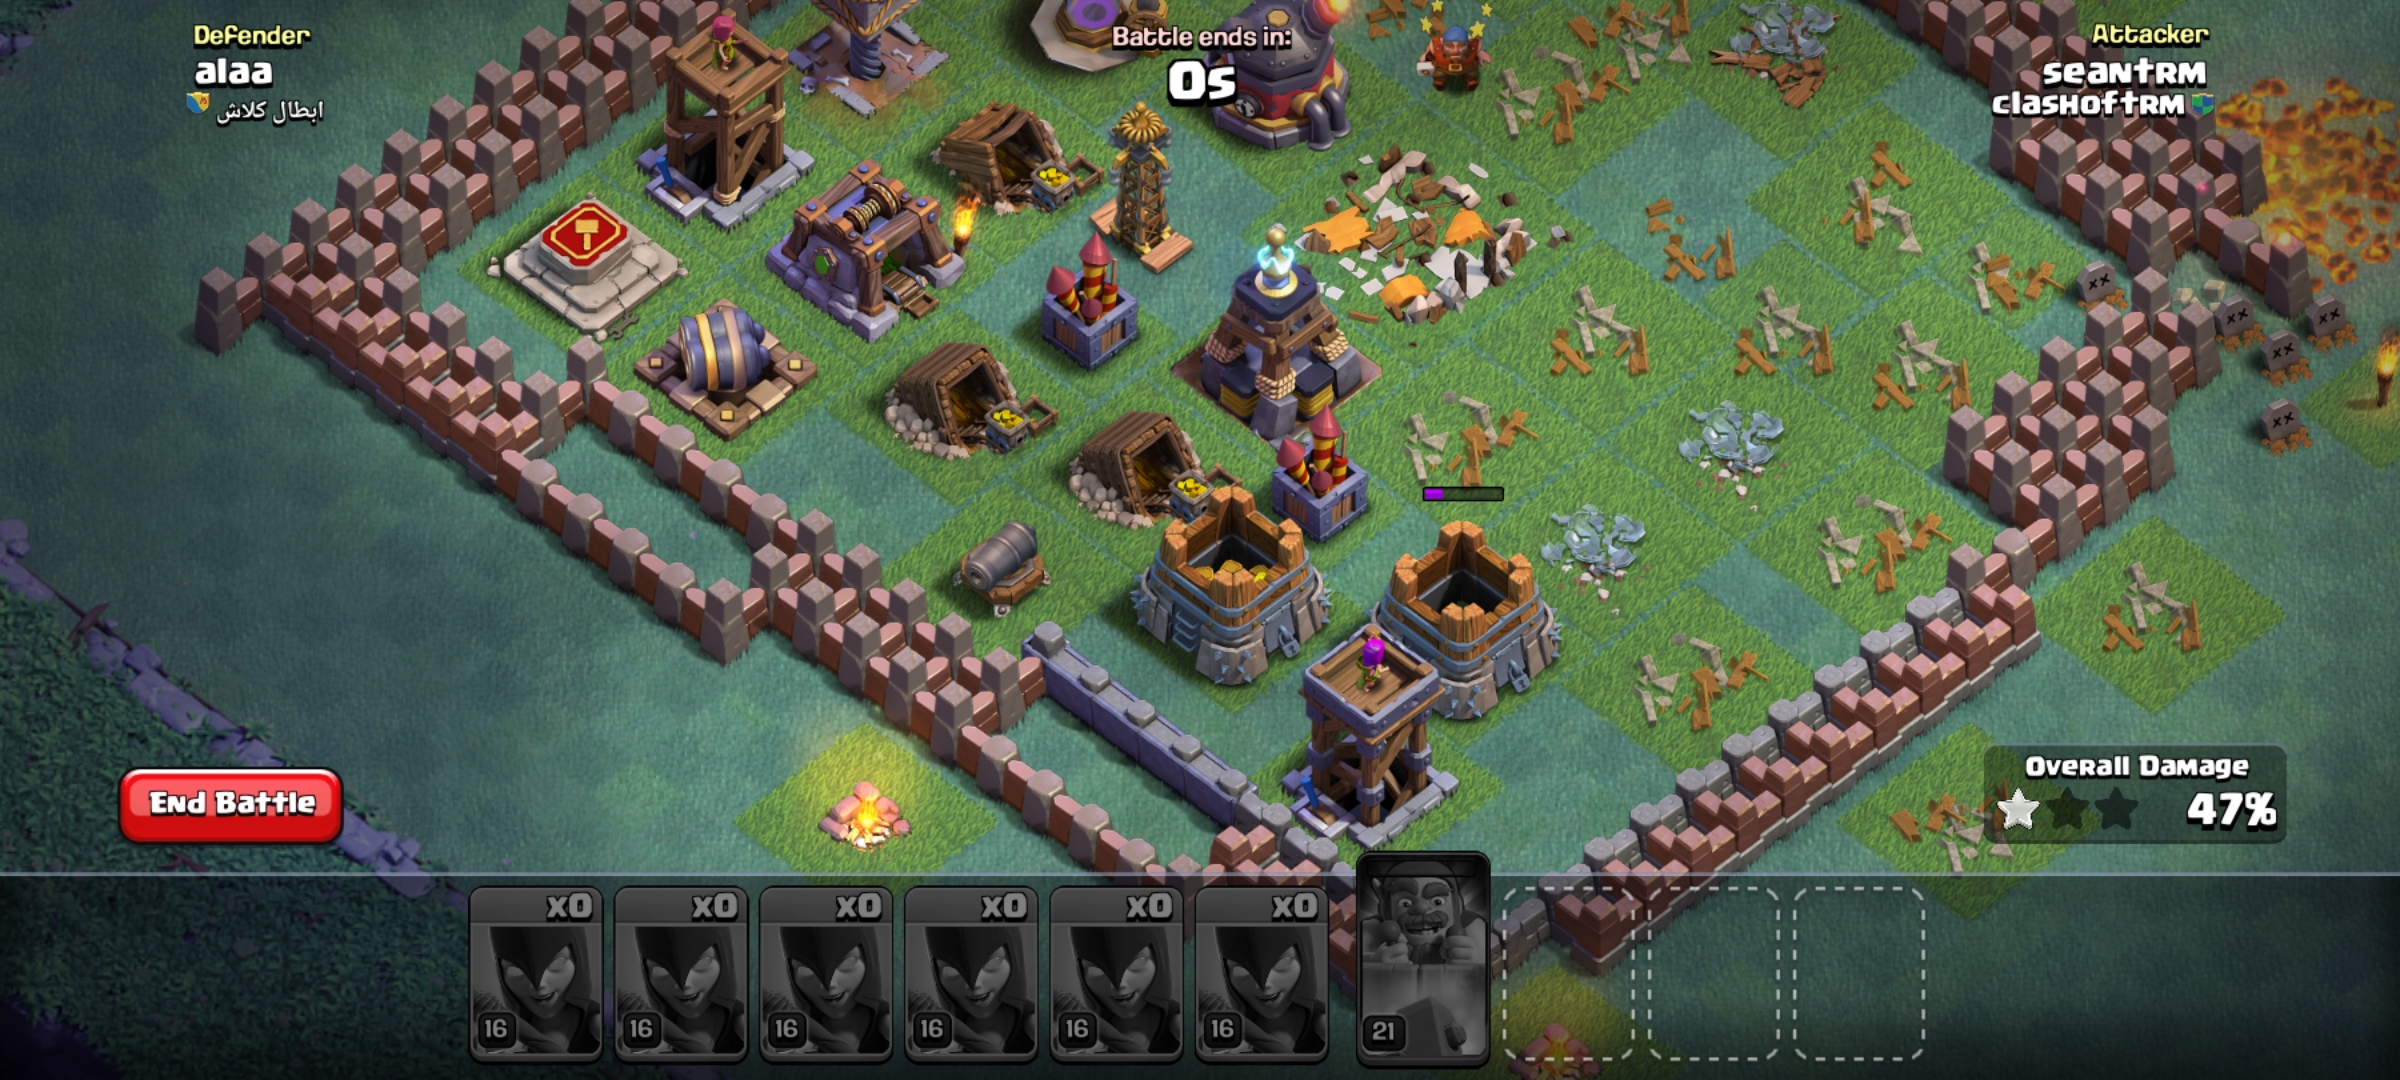 Defender
alaa
ابطال كلاش
Battle ends in:
0s
Attacker
seantRM
clashoftRM
End Battle
Overall Damage
47%
x0
x0
x0
x0
x0
x0
16
16
16
16
16
16
21